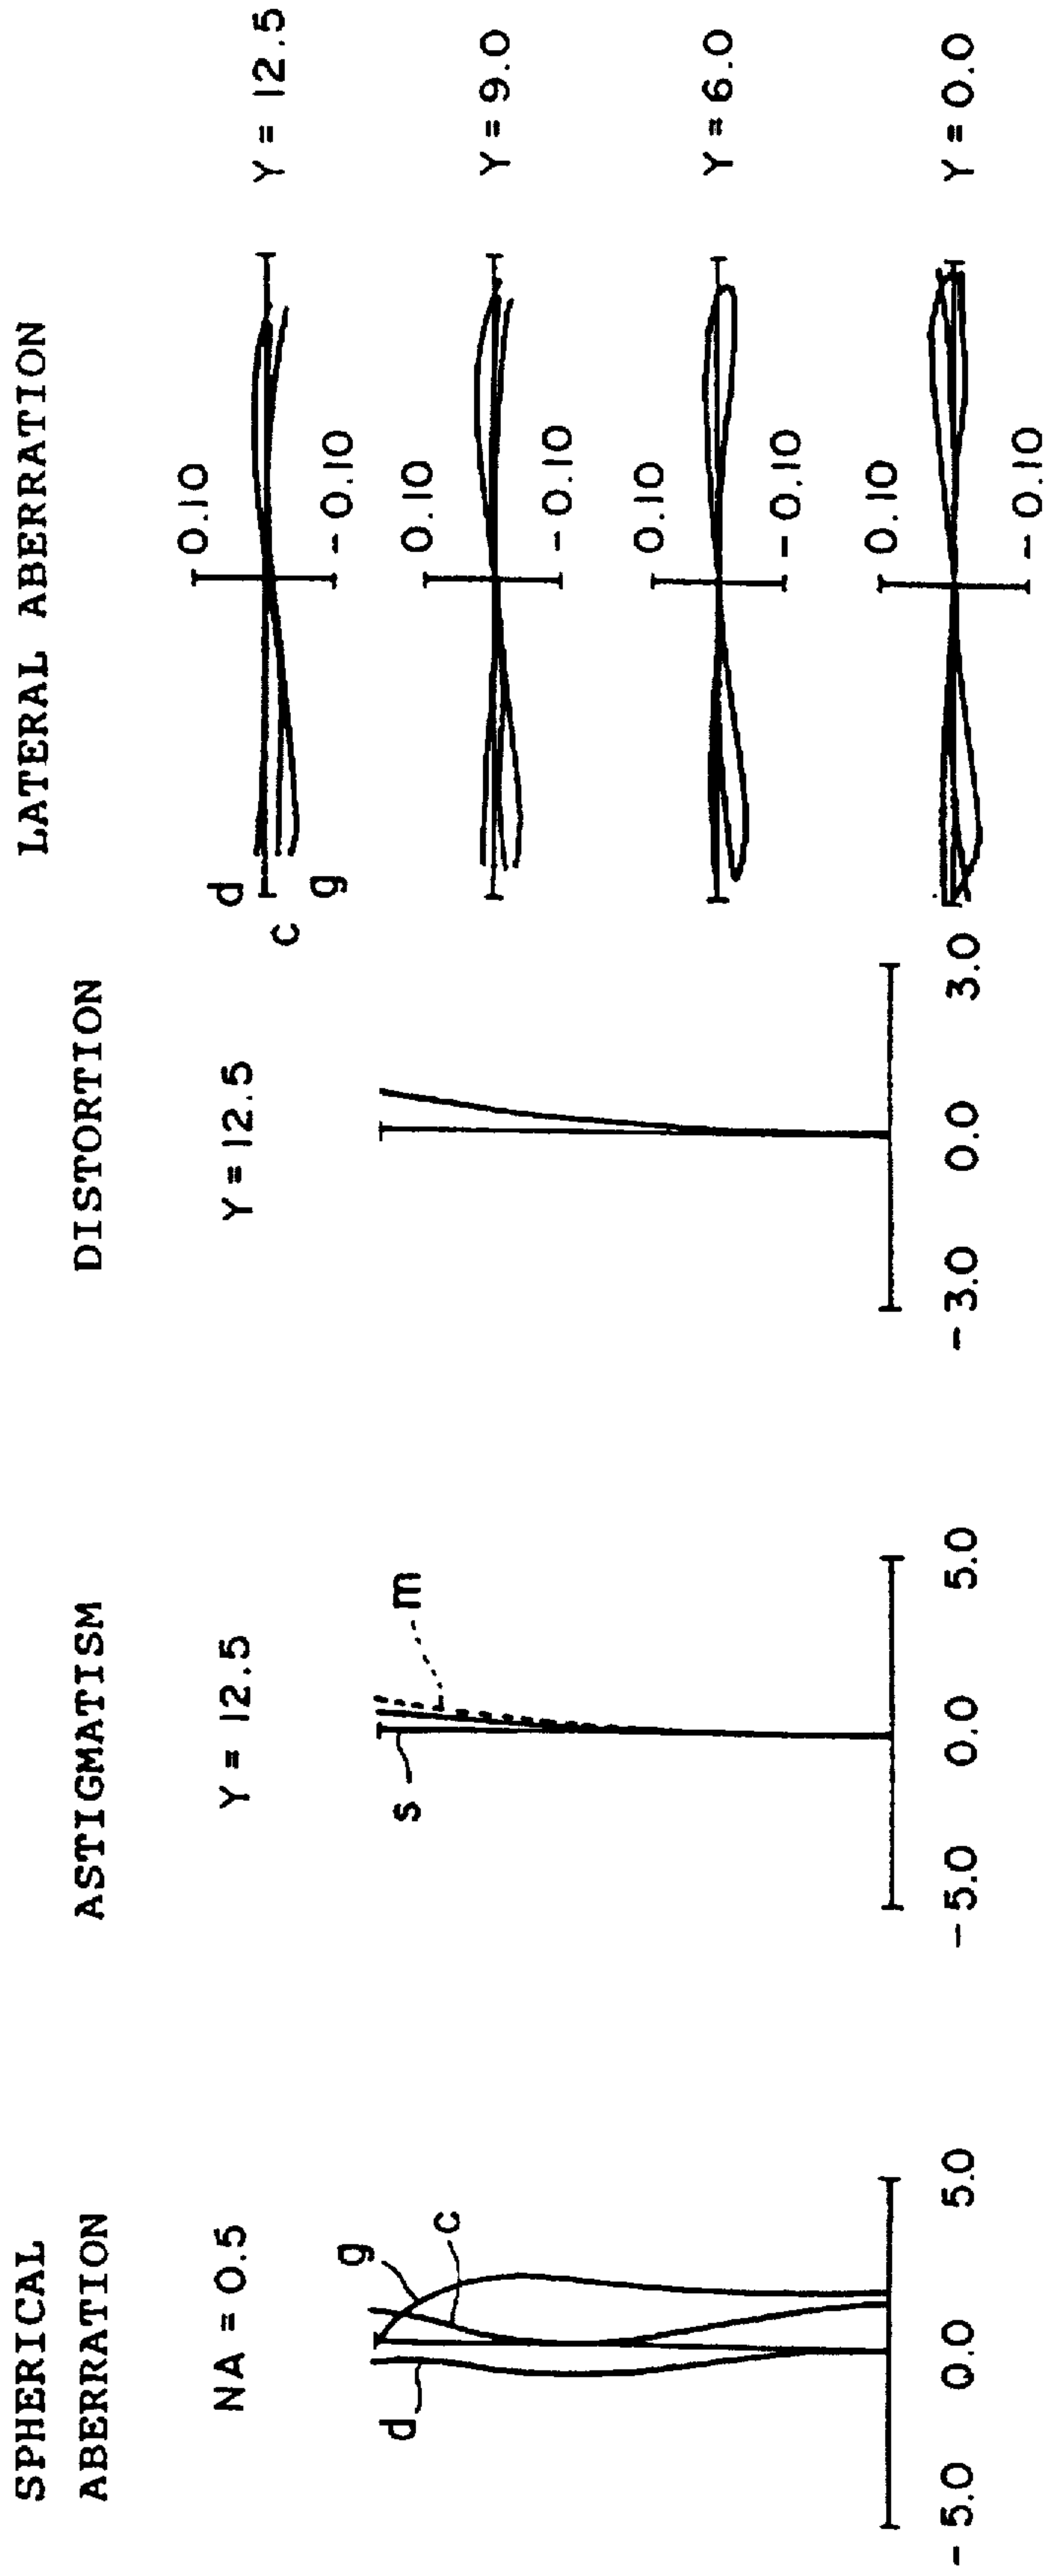 SPHERICAL
ABERRATION
NA = 0.5
g
c
d
-5.0 0.0 5.0
ASTIGMATISM
Y = 12.5
s
m
-5.0 0.0 5.0
DISTORTION
Y = 12.5
-3.0 0.0 3.0
LATERAL ABERRATION
d
c
g
0.10
-0.10
Y = 12.5
0.10
-0.10
Y = 9.0
0.10
-0.10
Y = 6.0
0.10
-0.10
Y = 0.0